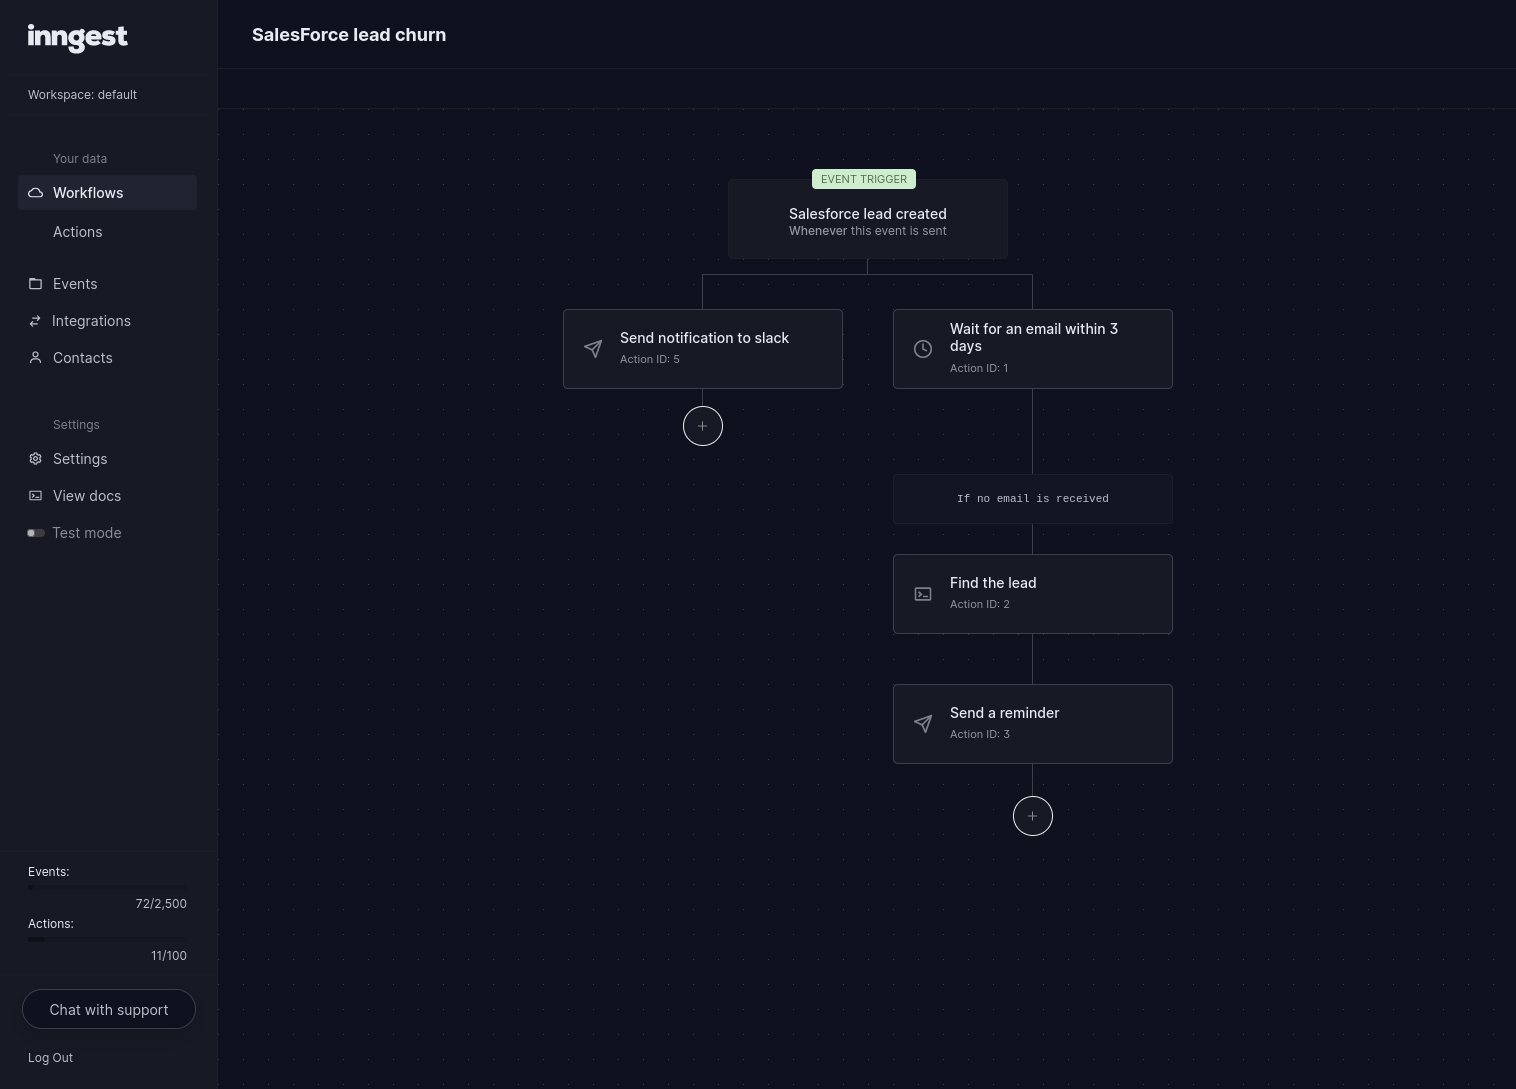 inngest
Workspace: default
Your data
Workflows
Actions
Events
Integrations
Contacts
Settings
Settings
View docs
Test mode
Events:
72/2,500
Actions:
11/100
Chat with support
Log Out
SalesForce lead churn
EVENT TRIGGER
Salesforce lead created
Whenever this event is sent
Send notification to slack
Action ID: 5
Wait for an email within 3
days
Action ID: 1
If no email is received
Find the lead
Action ID: 2
Send a reminder
Action ID: 3